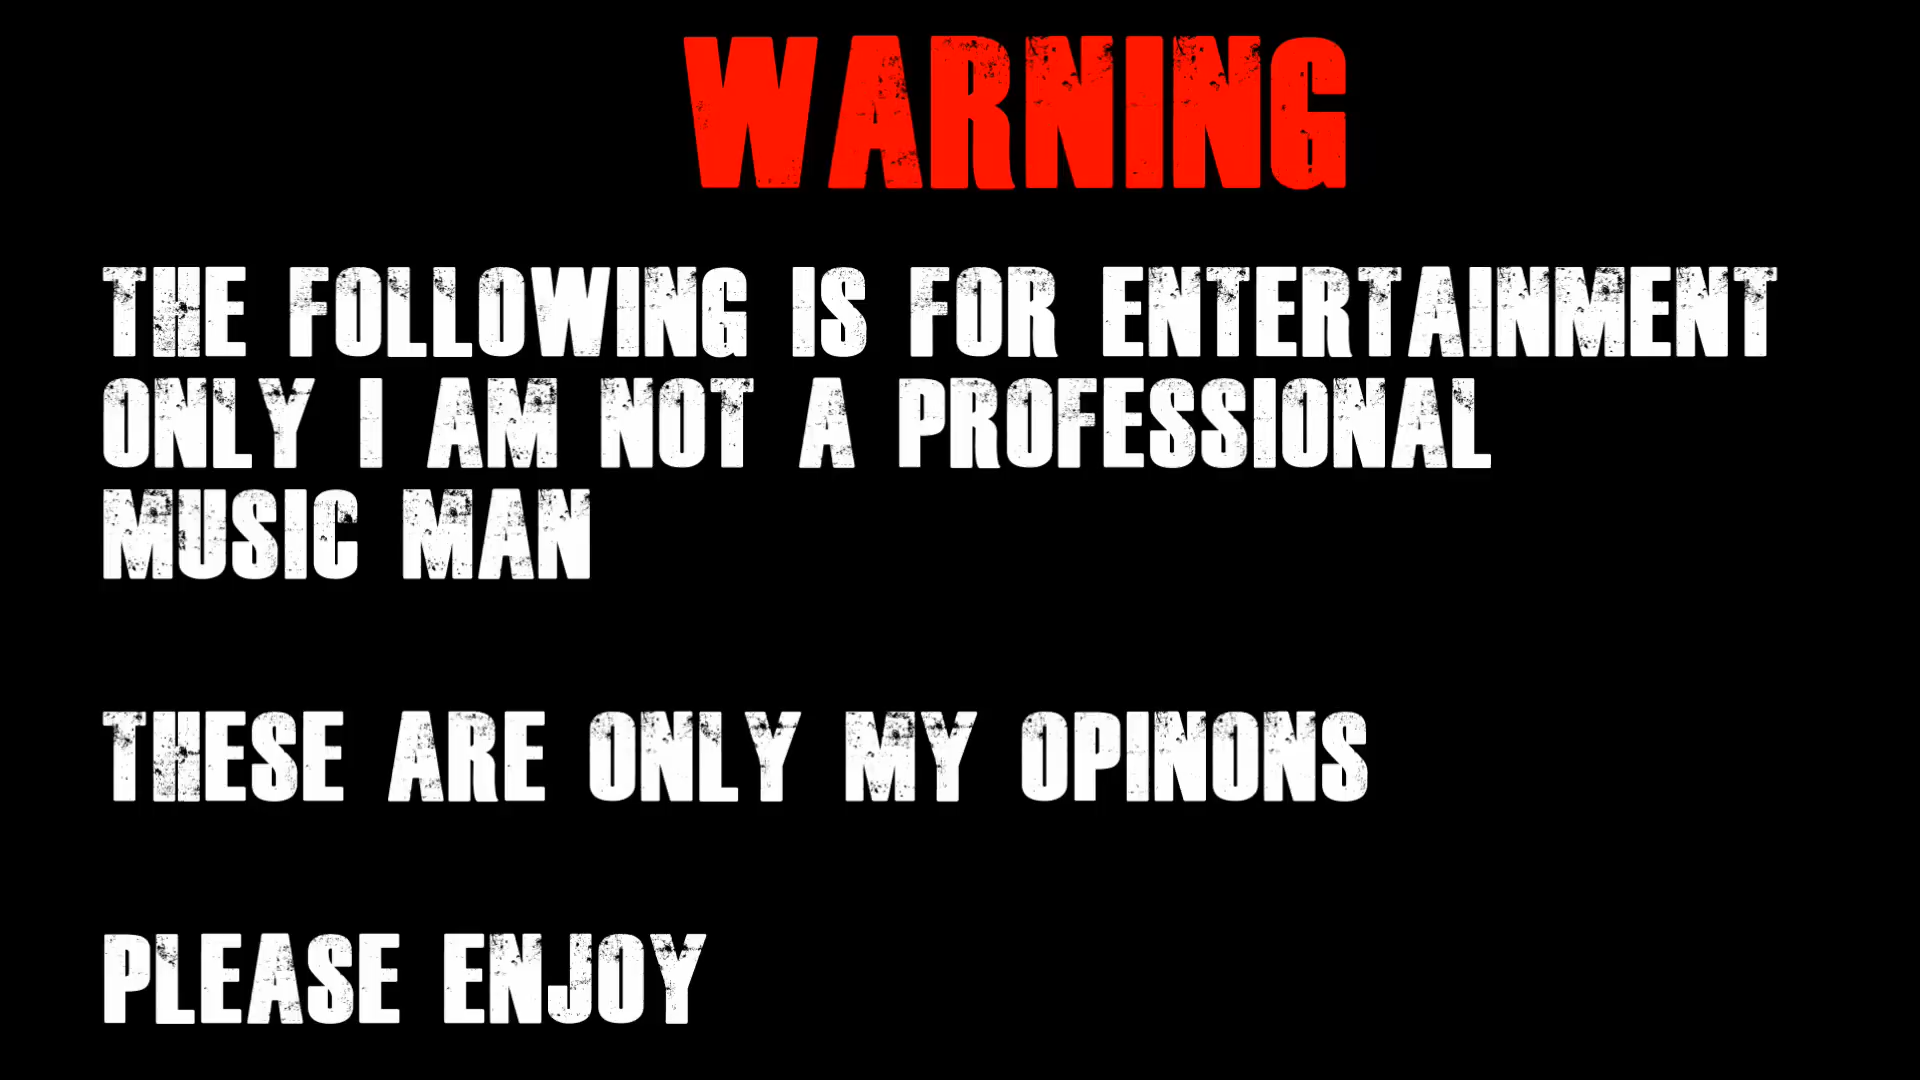 WARNING
THE FOLLOWING IS FOR ENTERTAINMENT
ONLY I AM NOT A PROFESSIONAL
MUSIC MAN
THESE ARE ONLY MY OPINONS
PLEASE ENJOY